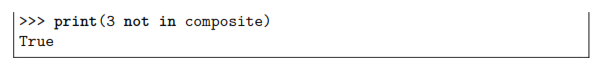 >>> print(3 not in composite)
True